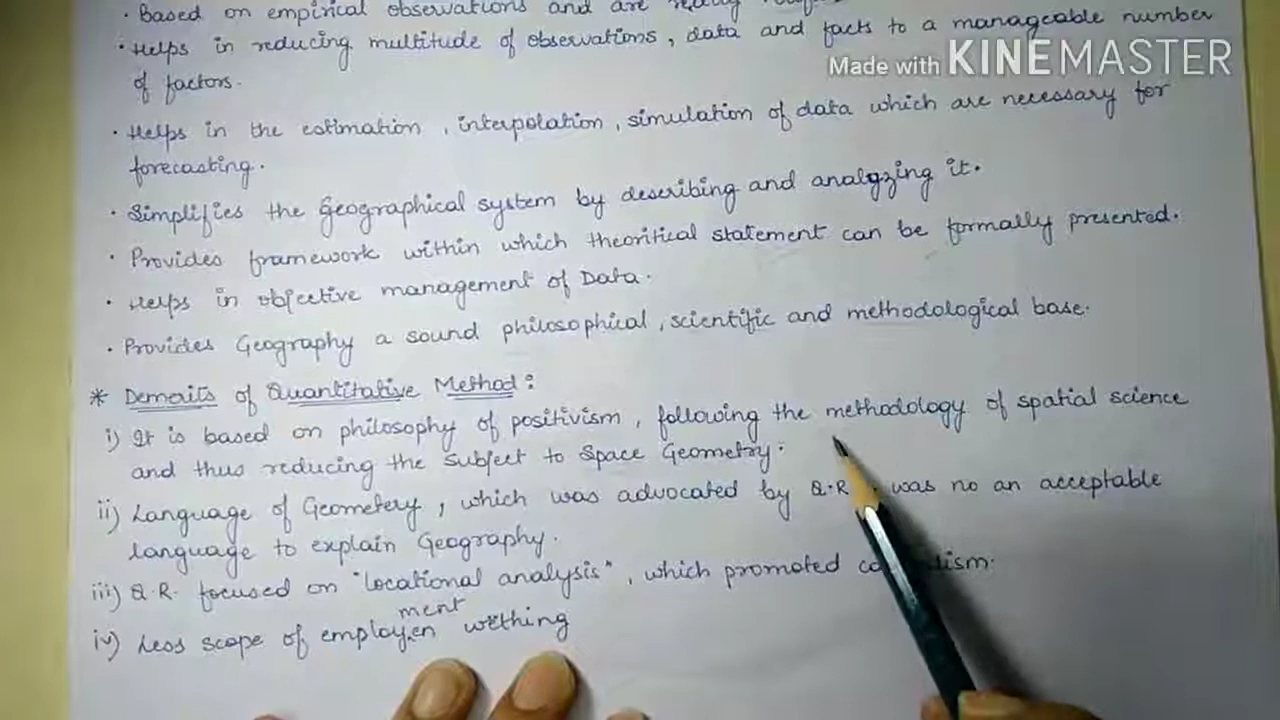 · Based on empirical observations and are
Made with KINEMASTER
· Helps in reducing multitude of observations, data and facts to a manageable number
of factors.
· Helps in the estimation, interpolation, simulation of data which are necessary for
forecasting.
· Simplifies the geographical system by describing and analyzing it.
· Provides framework within which theoritical statement can be formally presented.
· Helps in objective management of Data.
· Provides Geography a sound philosophical, scientific and methodological base.
* Demerits of Quantitative Method:
i) It is based on philosophy of positivism, following the methodology of spatial science
and thus reducing the subject to Space Geometry.
ii) Language of Geometery, which was advocated by Q.R. was no an acceptable
language to explain Geography.
iii) Q.R. focused on "locational analysis", which promoted
ment
iv) Less scope of employen